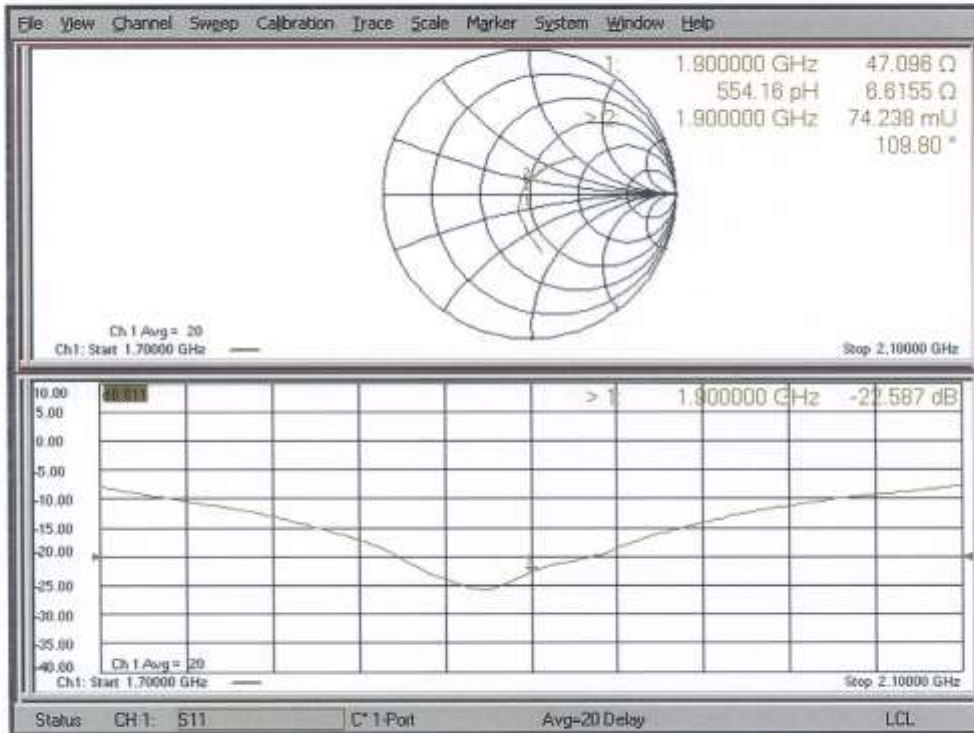 File View Channel Sweep Calibration Trace Scale Marker System Window Help
1: 1.900000 GHz 47.096 Ω
554.16 pH 6.6155 Ω
> 2: 1.900000 GHz 74.238 mU
109.80 °
Ch 1 Avg = 20
Ch1: Start 1.70000 GHz Stop 2.10000 GHz
10.00 > 1: 1.900000 GHz -22.587 dB
5.00
0.00
-5.00
-10.00
-15.00
-20.00
-25.00
-30.00
-35.00
-40.00 Ch 1 Avg = 20
Ch1: Start 1.70000 GHz Stop 2.10000 GHz
Status CH 1: S11 C* 1-Port Avg=20 Delay LCL